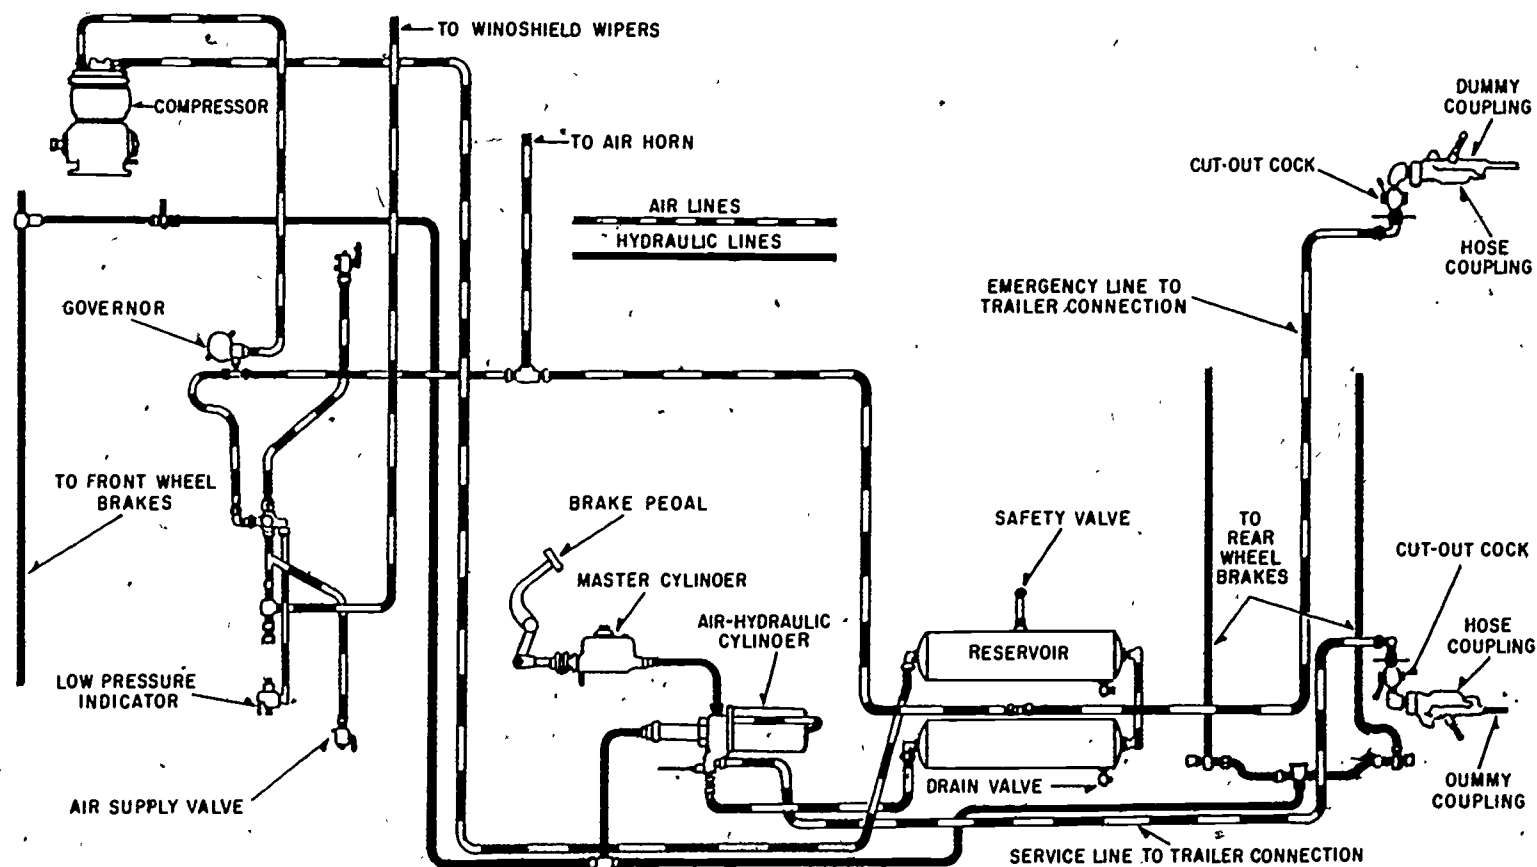 TO WINOSHIELD WIPERS
COMPRESSOR
TO AIR HORN
DUMMY
COUPLING
CUT-OUT COCK
AIR LINES
HYDRAULIC LINES
HOSE
COUPLING
EMERGENCY LINE TO
TRAILER CONNECTION
GOVERNOR
TO FRONT WHEEL
BRAKES
BRAKE PEOAL
SAFETY VALVE
TO
REAR
WHEEL
BRAKES
CUT-OUT COCK
MASTER CYLINOER
AIR-HYDRAULIC
CYLINOER
HOSE
COUPLING
RESERVOIR
LOW PRESSURE
INDICATOR
DRAIN VALVE
OUMMY
COUPLING
AIR SUPPLY VALVE
SERVICE LINE TO TRAILER CONNECTION